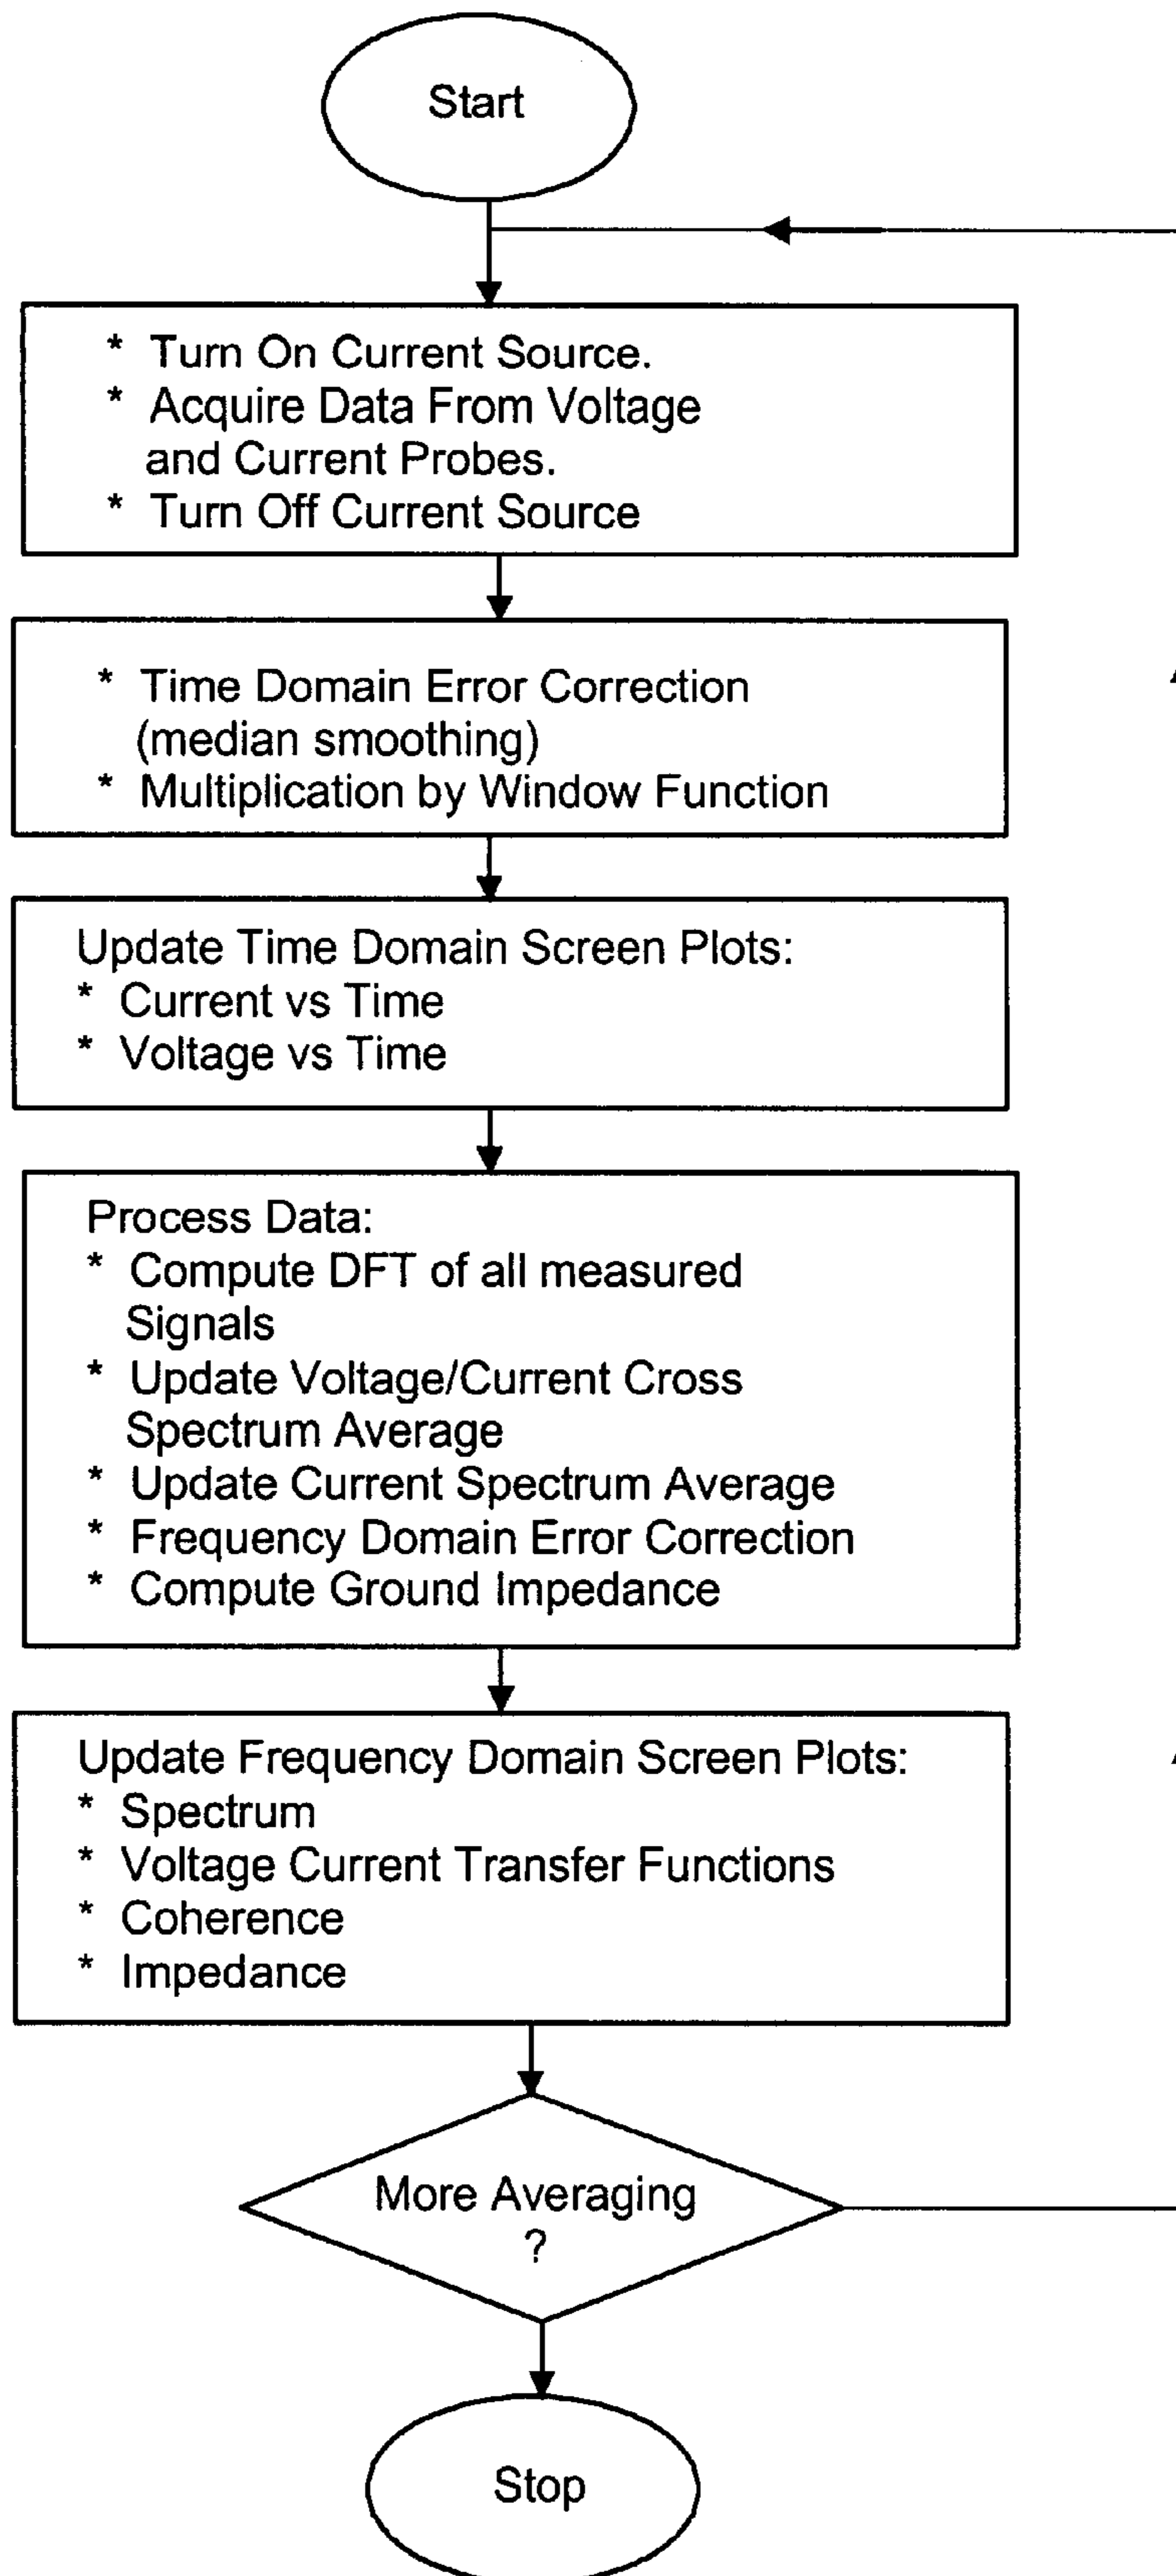 Start
* Turn On Current Source.
* Acquire Data From Voltage
and Current Probes.
* Turn Off Current Source
* Time Domain Error Correction
(median smoothing)
* Multiplication by Window Function
Update Time Domain Screen Plots:
* Current vs Time
* Voltage vs Time
Process Data:
* Compute DFT of all measured
Signals
* Update Voltage/Current Cross
Spectrum Average
* Update Current Spectrum Average
* Frequency Domain Error Correction
* Compute Ground Impedance
Update Frequency Domain Screen Plots:
* Spectrum
* Voltage Current Transfer Functions
* Coherence
* Impedance
More Averaging
?
Stop